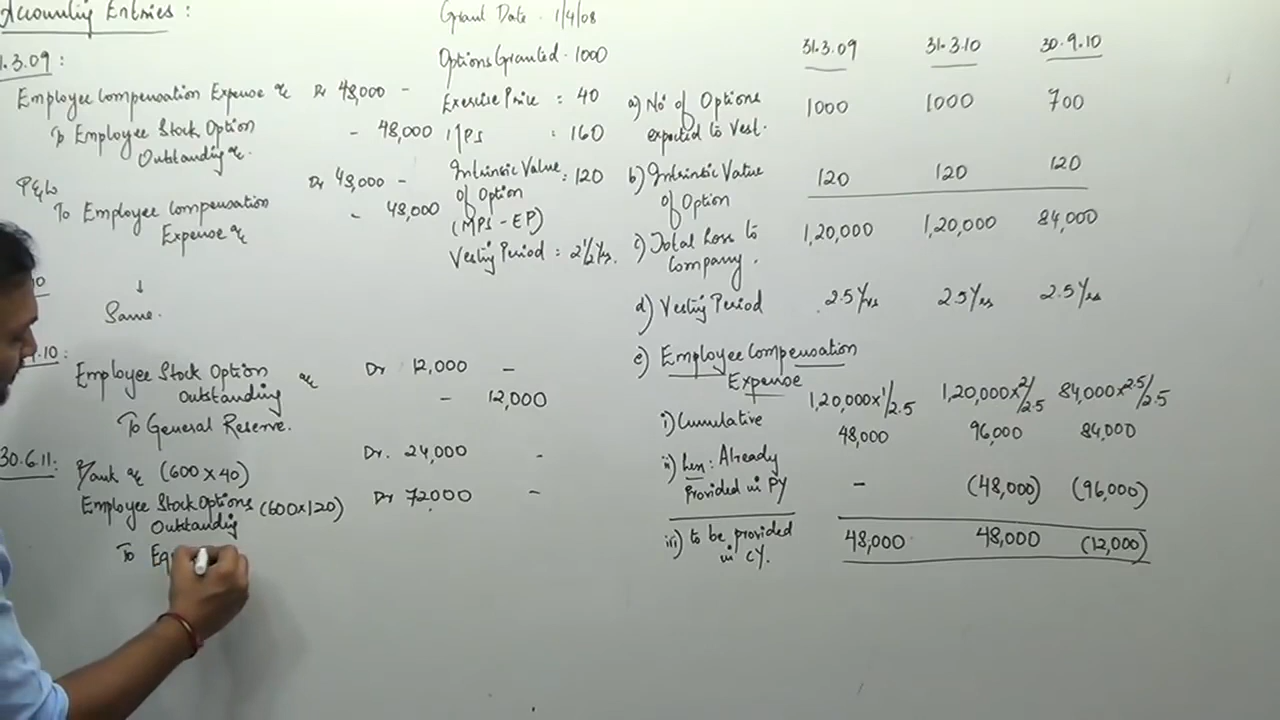 Accounting Entries:
.3.09:
Employee Compensation Expense a/c Dr 48,000 -
To Employee Stock Option - 48,000
Outstanding a/c.
P&L a/c Dr 48,000 -
To Employee Compensation - 48,000
Expense a/c
↓
Same.
.10:
Employee Stock Option a/c Dr 12,000 -
Outstanding - 12,000
To General Reserve.
30.6.11: Bank a/c (600 x 40) Dr. 24,000 -
Employee Stock Options (600x120) Dr 72,000 -
Outstanding
To Eq
Grant Date - 1/4/08
Options Granted - 1000
Exercise Price : 40
MPS : 160
Intrinsic Value : 120
of Option
(MPS - EP)
Vesting Period : 2 1/2 Yrs.
31.3.09 31.3.10 30.9.10
a) No of Options 1000 1000 700
expected to Vest.
b) Intrinsic Value 120 120 120
of Option
c) Total Loss to 1,20,000 1,20,000 84,000
Company.
d) Vesting Period 2.5 Yrs 2.5 Yrs 2.5 Yrs
e) Employee Compensation
Expense
i) Cumulative 1,20,000x1/2.5 1,20,000x2/2.5 84,000x2.5/2.5
48,000 96,000 84,000
ii) Less: Already
Provided in PY - (48,000) (96,000)
iii) to be provided 48,000 48,000 (12,000)
in CY.